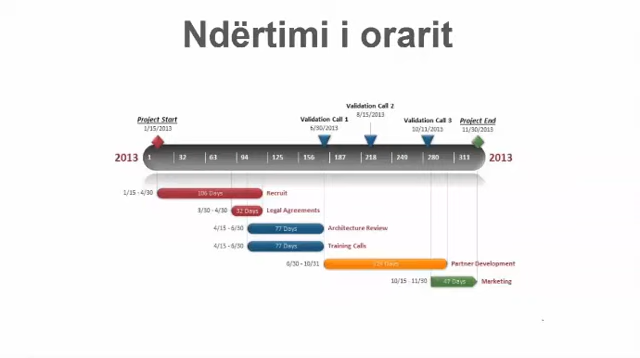 Ndërtimi i orarit
Validation Call 2
8/15/2013
Project Start
1/15/2013
Validation Call 1
6/30/2013
Validation Call 3
10/11/2013
Project End
11/30/2013
2013 1 32 63 94 125 156 187 218 249 280 311 2013
1/15 - 4/30 106 Days Recruit
3/30 - 4/30 32 Days Legal Agreements
4/15 - 6/30 77 Days Architecture Review
4/15 - 6/30 77 Days Training Calls
6/30 - 10/31 Days Partner Development
10/15 - 11/30 47 Days Marketing